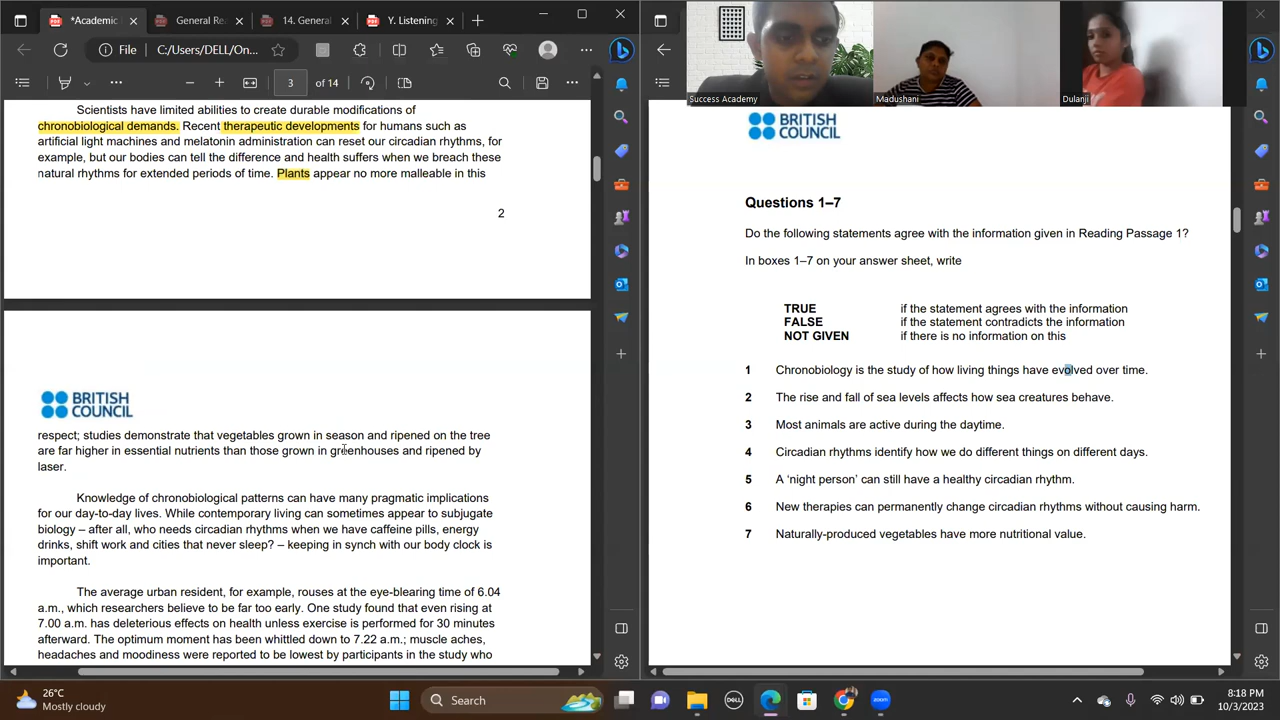 *Academic
General Rea
14. General
Y. Listening
File
C:/Users/DELL/On...
3
of 14
Scientists have limited abilities to create durable modifications of
chronobiological demands. Recent therapeutic developments for humans such as
artificial light machines and melatonin administration can reset our circadian rhythms, for
example, but our bodies can tell the difference and health suffers when we breach these
natural rhythms for extended periods of time. Plants appear no more malleable in this
2
BRITISH
COUNCIL
respect; studies demonstrate that vegetables grown in season and ripened on the tree
are far higher in essential nutrients than those grown in greenhouses and ripened by
laser.
Knowledge of chronobiological patterns can have many pragmatic implications
for our day-to-day lives. While contemporary living can sometimes appear to subjugate
biology – after all, who needs circadian rhythms when we have caffeine pills, energy
drinks, shift work and cities that never sleep? – keeping in synch with our body clock is
important.
The average urban resident, for example, rouses at the eye-blearing time of 6.04
a.m., which researchers believe to be far too early. One study found that even rising at
7.00 a.m. has deleterious effects on health unless exercise is performed for 30 minutes
afterward. The optimum moment has been whittled down to 7.22 a.m.; muscle aches,
headaches and moodiness were reported to be lowest by participants in the study who
Success Academy
Madushani
Dulanji
BRITISH
COUNCIL
Questions 1–7
Do the following statements agree with the information given in Reading Passage 1?
In boxes 1–7 on your answer sheet, write
TRUE if the statement agrees with the information
FALSE if the statement contradicts the information
NOT GIVEN if there is no information on this
1 Chronobiology is the study of how living things have evolved over time.
2 The rise and fall of sea levels affects how sea creatures behave.
3 Most animals are active during the daytime.
4 Circadian rhythms identify how we do different things on different days.
5 A ‘night person’ can still have a healthy circadian rhythm.
6 New therapies can permanently change circadian rhythms without causing harm.
7 Naturally-produced vegetables have more nutritional value.
26°C
Mostly cloudy
Search
DELL
zoom
8:18 PM
10/3/2023